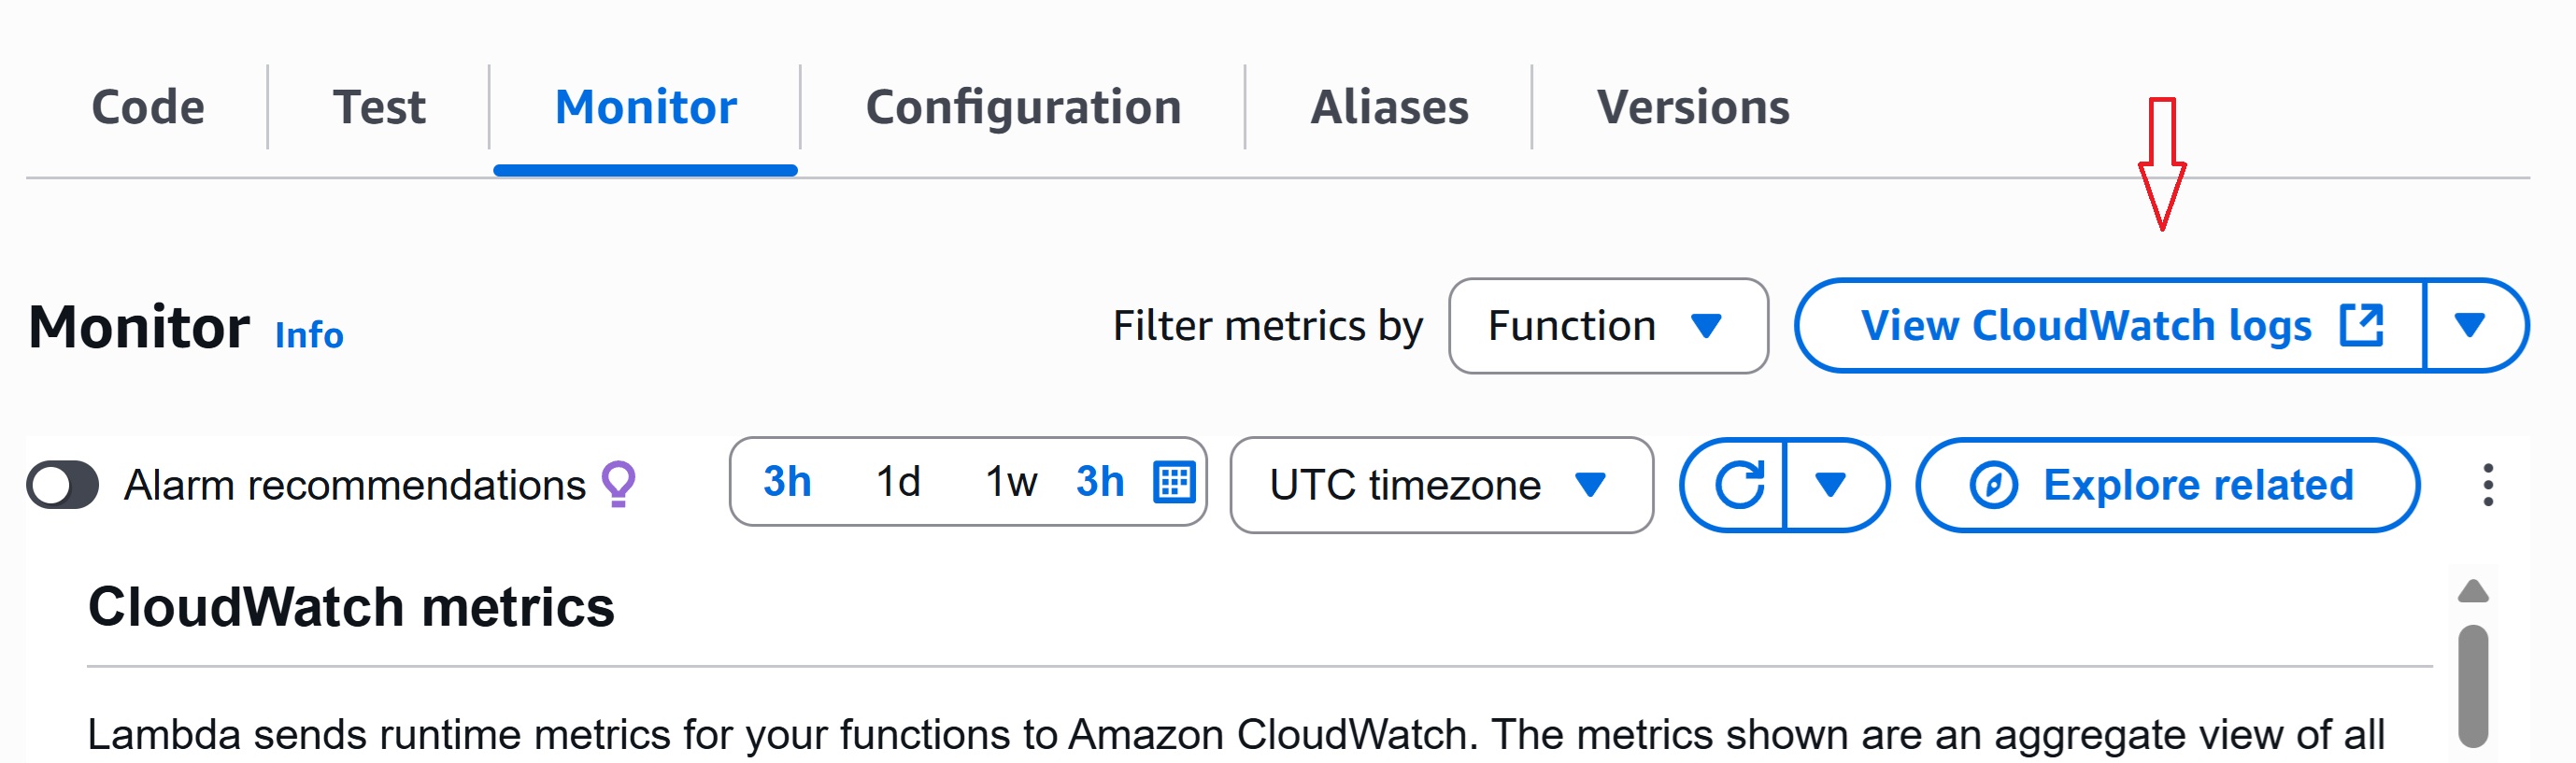 Code Test Monitor Configuration Aliases Versions
Monitor Info Filter metrics by Function View CloudWatch logs
Alarm recommendations 3h 1d 1w 3h UTC timezone Explore related
CloudWatch metrics
Lambda sends runtime metrics for your functions to Amazon CloudWatch. The metrics shown are an aggregate view of all